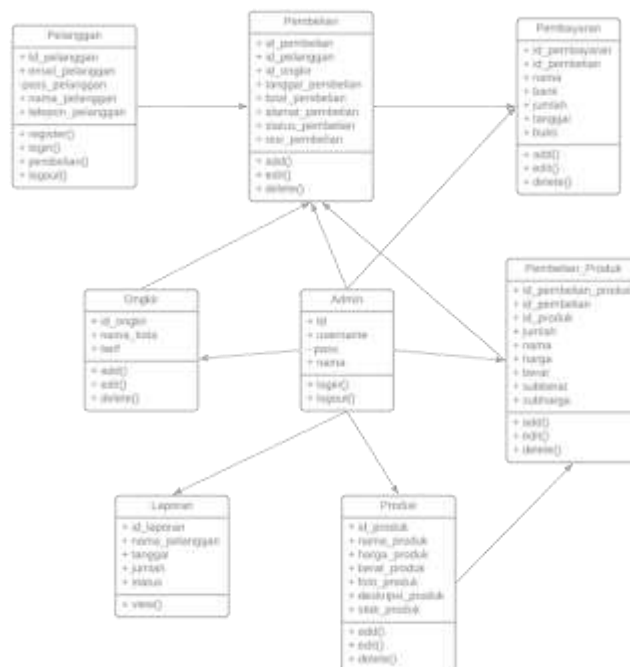 Pelanggan
+ id_pelanggan
+ email_pelanggan
-pass_pelanggan
+ nama_pelanggan
+ telepon_pelanggan
+ register()
+ login()
+ pembelian()
+ logout()
Pembelian
+ id_pembelian
+ id_pelanggan
+ id_ongkir
+ tanggal_pembelian
+ total_pembelian
+ alamat_pembelian
+ status_pembelian
+ resi_pembelian
+ add()
+ edit()
+ delete()
Pembayaran
+ id_pembayaran
+ id_pembelian
+ nama
+ bank
+ jumlah
+ tanggal
+ bukti
+ add()
+ edit()
+ delete()
Ongkir
+ id_ongkir
+ nama_kota
+ tarif
+ add()
+ edit()
+ delete()
Admin
+ id
+ username
- pass
+ nama
+ login()
+ logout()
Pembelian_Produk
+ id_pembelian_produk
+ id_pembelian
+ id_produk
+ jumlah
+ nama
+ harga
+ berat
+ subberat
+ subharga
+ add()
+ edit()
+ delete()
Laporan
+ id_laporan
+ nama_pelanggan
+ tanggal
+ jumlah
+ status
+ view()
Produk
+ id_produk
+ nama_produk
+ harga_produk
+ berat_produk
+ foto_produk
+ deskripsi_produk
+ stok_produk
+ add()
+ edit()
+ delete()